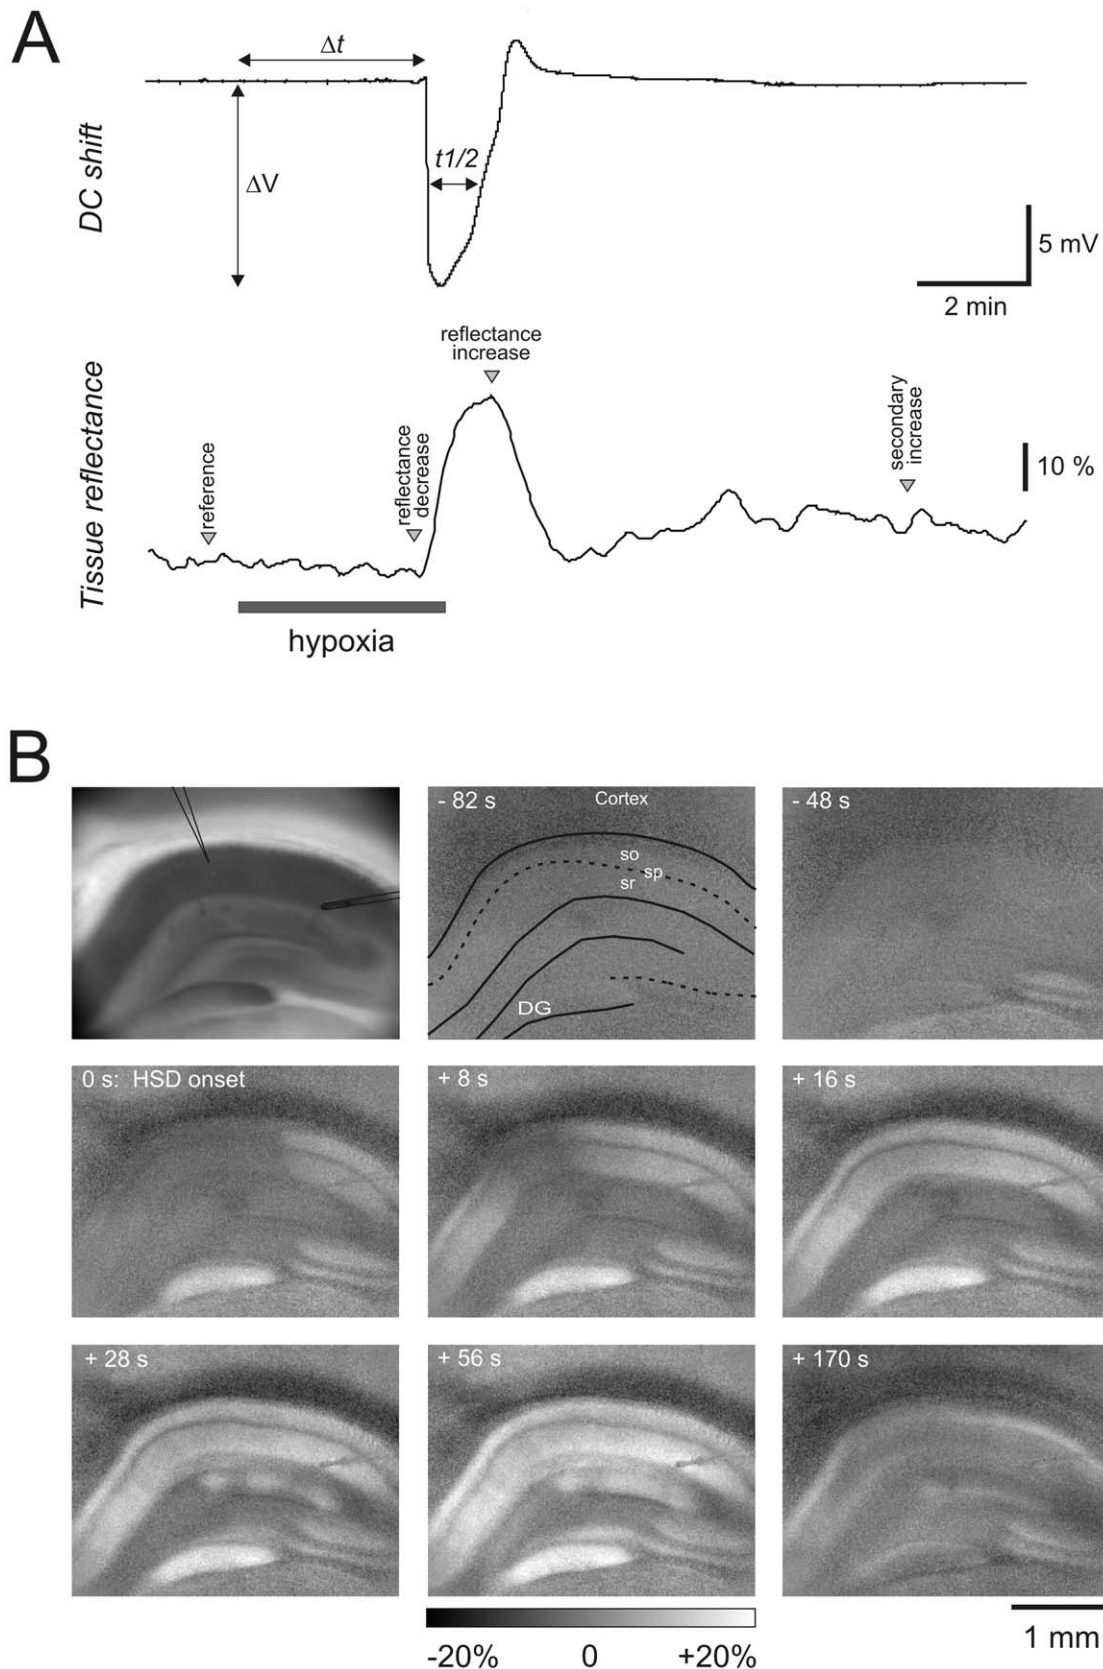 A
Δt
DC shift
ΔV
t1/2
5 mV
2 min
Tissue reflectance
reference
reflectance
decrease
reflectance
increase
secondary
increase
10 %
hypoxia
B
- 82 s
Cortex
so
sp
sr
DG
- 48 s
0 s: HSD onset
+ 8 s
+ 16 s
+ 28 s
+ 56 s
+ 170 s
-20%
0
+20%
1 mm